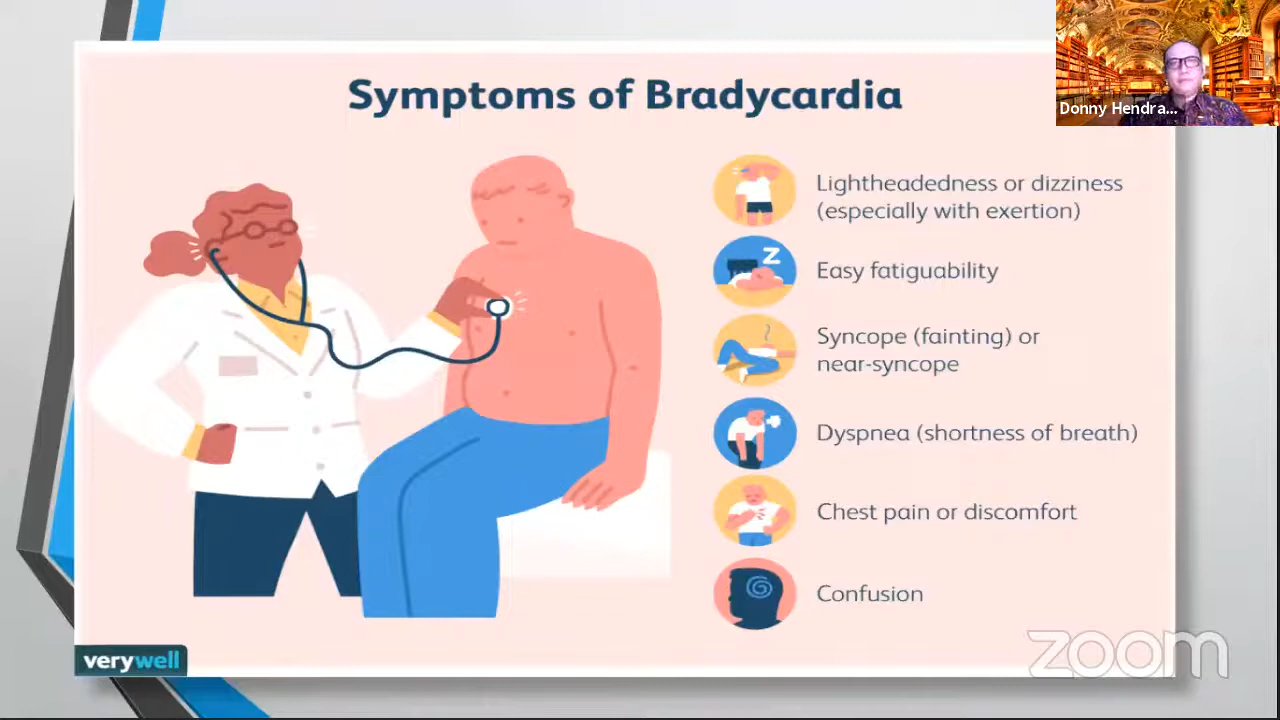 Symptoms of Bradycardia
Donny Hendra...
Lightheadedness or dizziness
(especially with exertion)
Z
Easy fatiguability
Syncope (fainting) or
near-syncope
Dyspnea (shortness of breath)
Chest pain or discomfort
Confusion
verywell
zoom